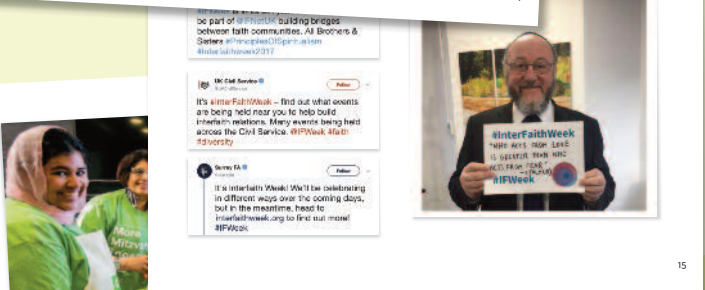 be part of @IFNetUK building bridges
between faith communities. All Brothers &
Sisters #PrinciplesOfSpiritualism
#Interfaithweek2017
UK Civil Service
Follow
It's #InterFaithWeek – find out what events
are being held near you to help build
interfaith relations. Many events being held
across the Civil Service. #IFWeek #faith
#diversity
Surrey FA
Follow
It's Interfaith Week! We'll be celebrating
in different ways over the coming days,
but in the meantime, head to
interfaithweek.org to find out more!
#IFWeek
#InterFaithWeek
"WHO ACTS FROM LOVE
IS GREATER THAN WHO
ACTS FROM FEAR"
#IFWeek
More
Mitzvah
15